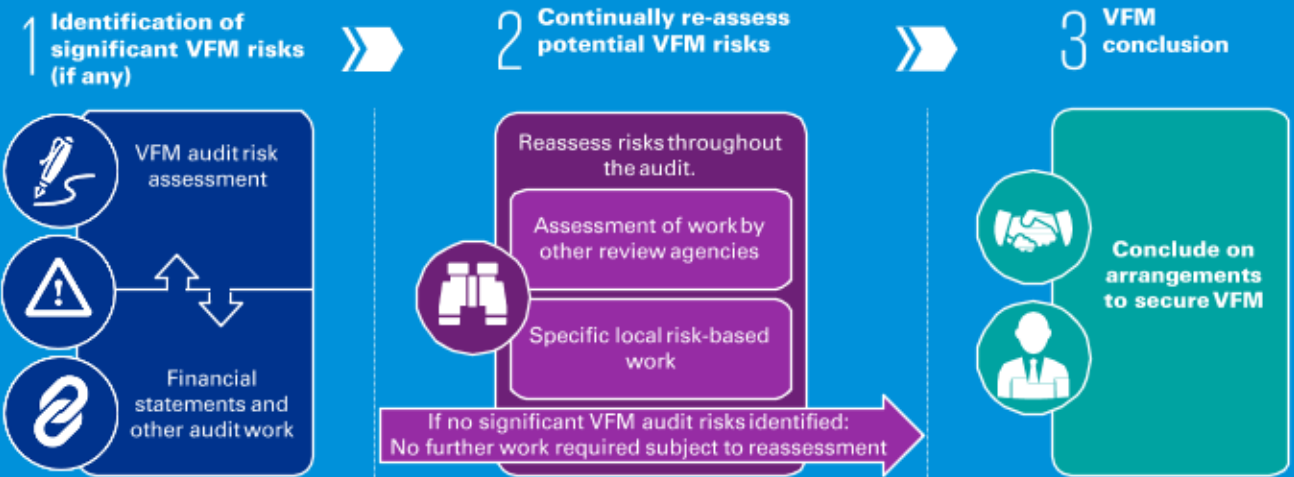 1 Identification of
significant VFM risks
(if any)
2 Continually re-assess
potential VFM risks
3 VFM
conclusion
VFM audit risk
assessment
Financial
statements and
other audit work
Reassess risks throughout
the audit.
Assessment of work by
other review agencies
Specific local risk-based
work
If no significant VFM audit risks identified:
No further work required subject to reassessment
Conclude on
arrangements
to secure VFM